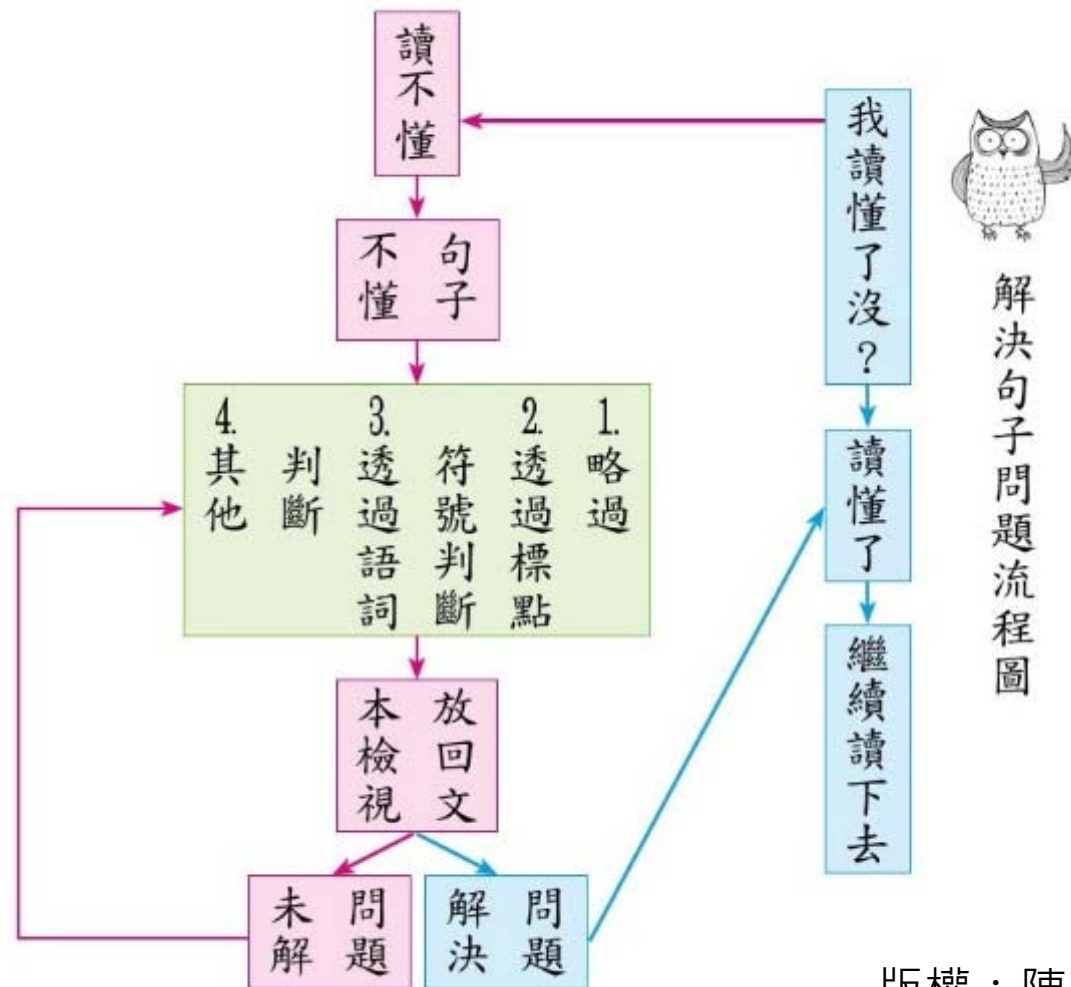 解決句子問題流程圖
我讀懂了沒？
讀懂了
繼續讀下去
讀不懂
句子
不懂
1.略過
2.透過標點
符號判斷
3.透過語詞
判斷
4.其他
放回文
本檢視
問題
解決
問題
未解
版權：陳